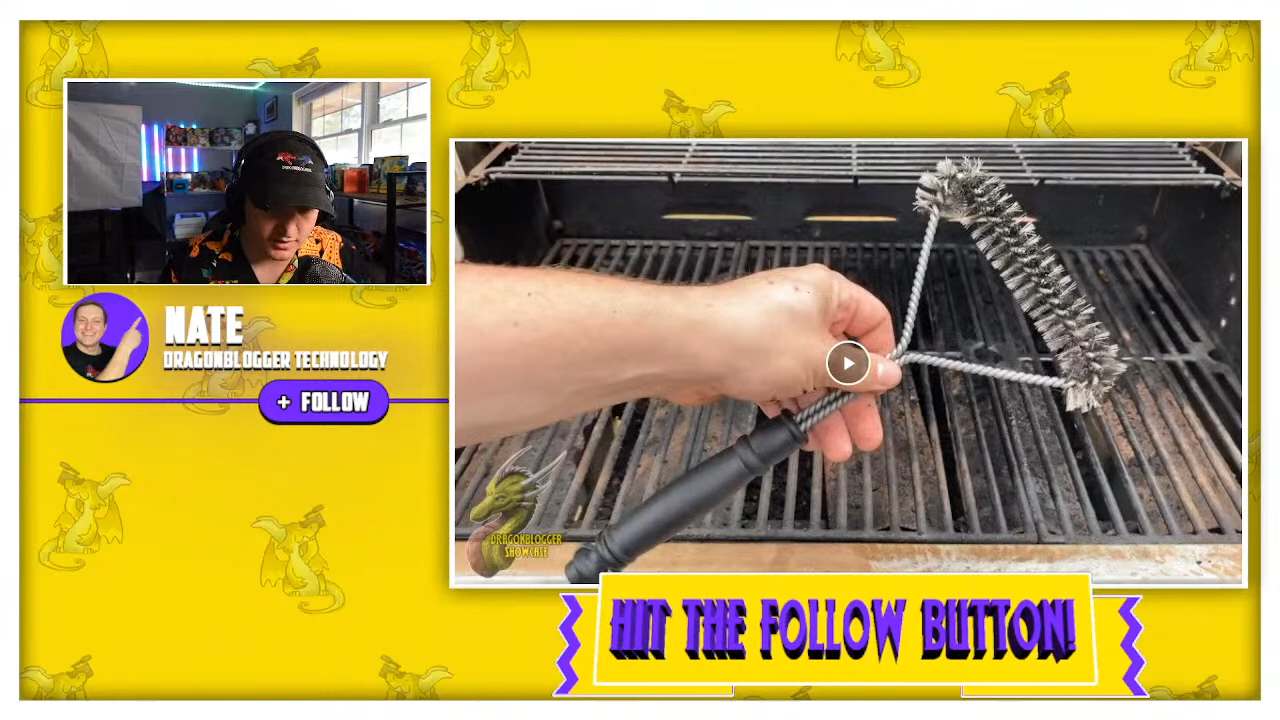 NATE
DRAGONBLOGGER TECHNOLOGY
+ FOLLOW
DRAGONBLOGGER
SHOWCASE
HIT THE FOLLOW BUTTON!